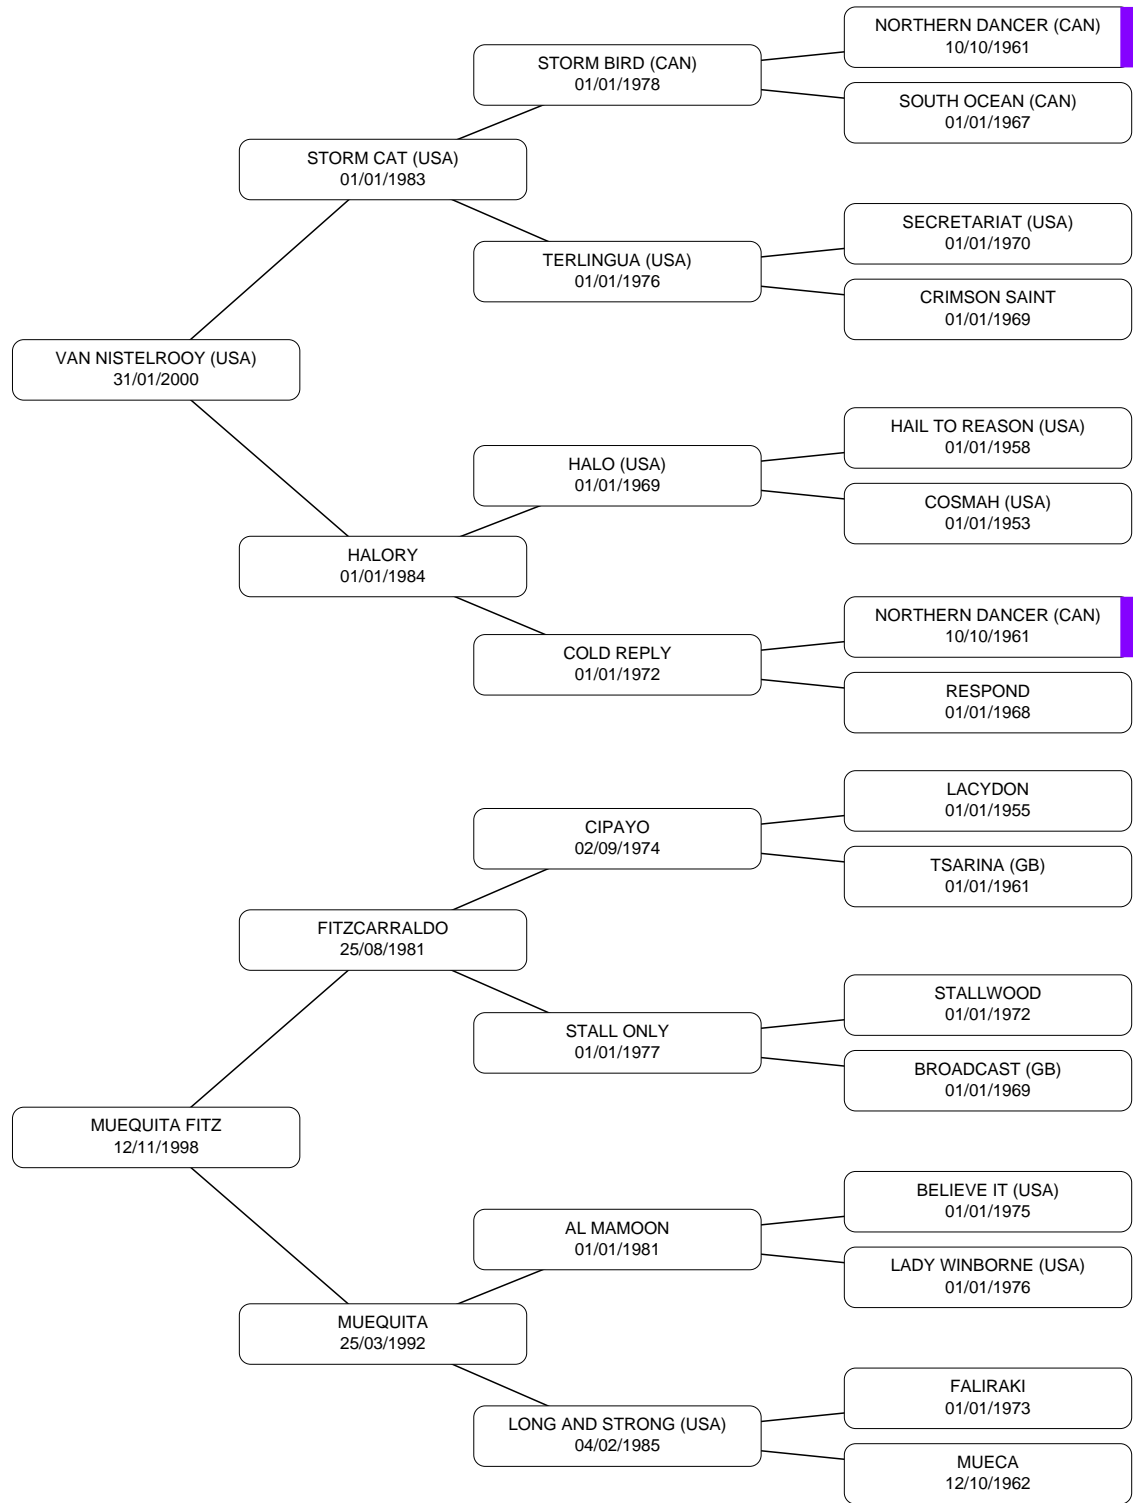 NORTHERN DANCER (CAN)
10/10/1961
STORM BIRD (CAN)
01/01/1978
SOUTH OCEAN (CAN)
01/01/1967
STORM CAT (USA)
01/01/1983
SECRETARIAT (USA)
01/01/1970
TERLINGUA (USA)
01/01/1976
CRIMSON SAINT
01/01/1969
VAN NISTELROOY (USA)
31/01/2000
HAIL TO REASON (USA)
01/01/1958
HALO (USA)
01/01/1969
COSMAH (USA)
01/01/1953
HALORY
01/01/1984
NORTHERN DANCER (CAN)
10/10/1961
COLD REPLY
01/01/1972
RESPOND
01/01/1968
LACYDON
01/01/1955
CIPAYO
02/09/1974
TSARINA (GB)
01/01/1961
FITZCARRALDO
25/08/1981
STALLWOOD
01/01/1972
STALL ONLY
01/01/1977
BROADCAST (GB)
01/01/1969
MUEQUITA FITZ
12/11/1998
BELIEVE IT (USA)
01/01/1975
AL MAMOON
01/01/1981
LADY WINBORNE (USA)
01/01/1976
MUEQUITA
25/03/1992
FALIRAKI
01/01/1973
LONG AND STRONG (USA)
04/02/1985
MUECA
12/10/1962